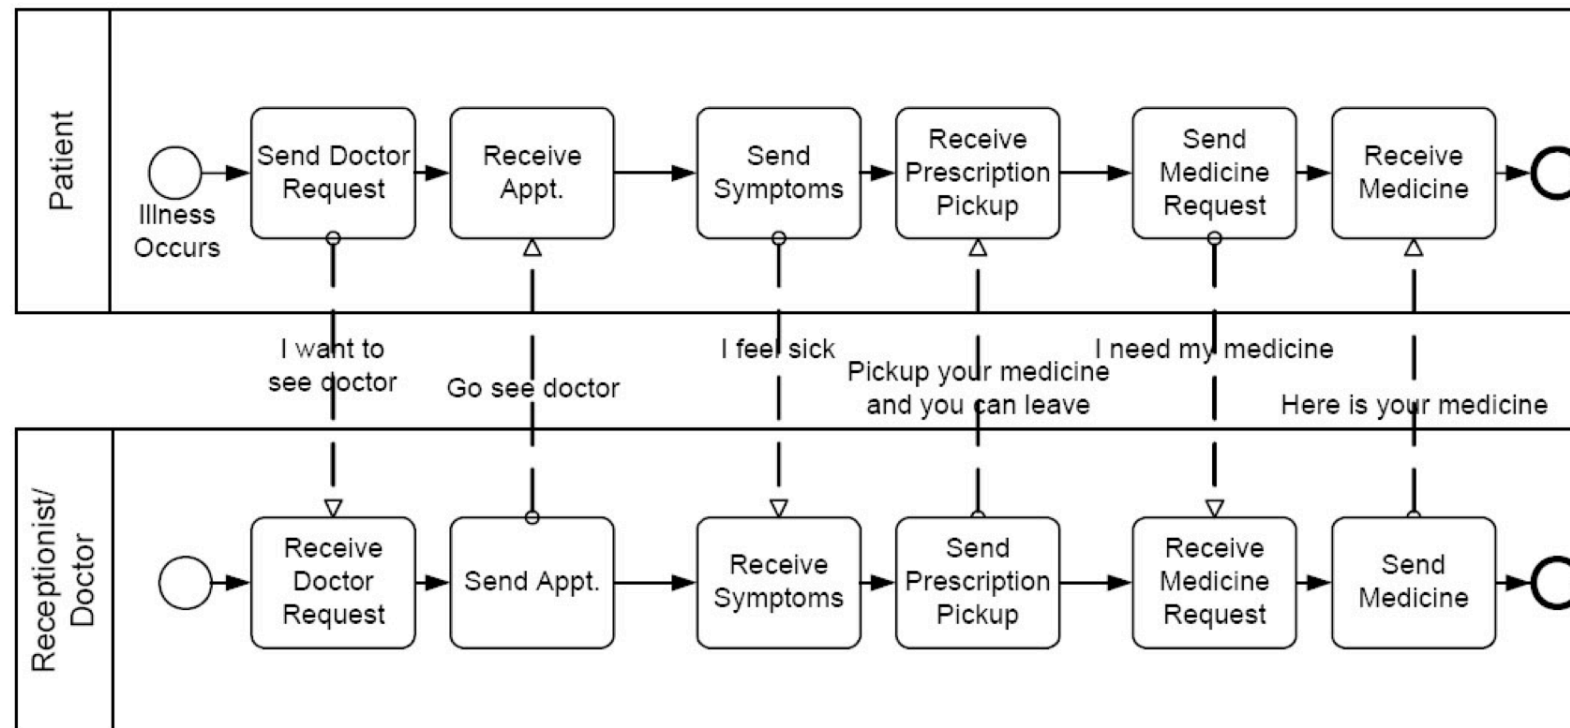 Patient
Illness
Occurs
Send Doctor
Request
Receive
Appt.
Send
Symptoms
Receive
Prescription
Pickup
Send
Medicine
Request
Receive
Medicine
I want to
see doctor
Go see doctor
I feel sick
Pickup your medicine
and you can leave
I need my medicine
Here is your medicine
Receptionist/
Doctor
Receive
Doctor
Request
Send Appt.
Receive
Symptoms
Send
Prescription
Pickup
Receive
Medicine
Request
Send
Medicine